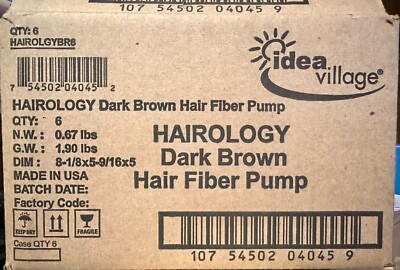 107 54502 04045 9
QTY: 6
HAIROLGYBR6
7 54502 04045 2
idea
village®
HAIROLOGY Dark Brown Hair Fiber Pump
QTY: 6
N.W.: 0.67 lbs
G.W.: 1.90 lbs
DIM: 8-1/8x5-9/16x5
MADE IN USA
BATCH DATE:
Factory Code:
HAIROLOGY
Dark Brown
Hair Fiber Pump
KEEP DRY
FRAGILE
Case QTY 6
107 54502 04045 9